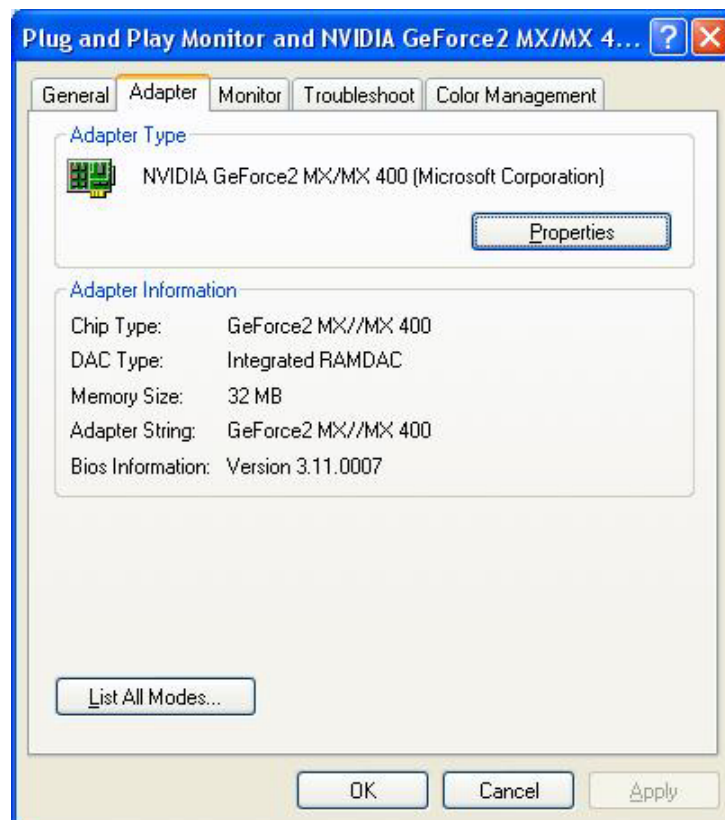 Plug and Play Monitor and NVIDIA GeForce2 MX/MX 4...
General Adapter Monitor Troubleshoot Color Management
Adapter Type
NVIDIA GeForce2 MX/MX 400 (Microsoft Corporation)
Properties
Adapter Information
Chip Type: GeForce2 MX//MX 400
DAC Type: Integrated RAMDAC
Memory Size: 32 MB
Adapter String: GeForce2 MX//MX 400
Bios Information: Version 3.11.0007
List All Modes...
OK Cancel Apply